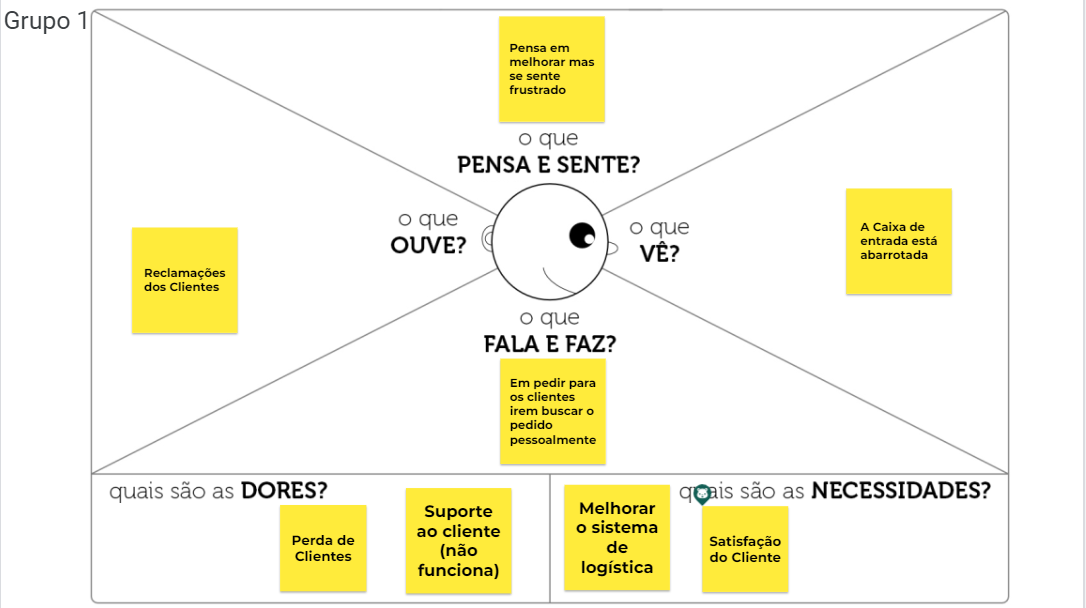 Grupo 1
Pensa em
melhorar mas
se sente
frustrado
o que
PENSA E SENTE?
o que
OUVE?
Reclamações
dos Clientes
o que
VÊ?
A Caixa de
entrada está
abarrotada
o que
FALA E FAZ?
Em pedir para
os clientes
irem buscar o
pedido
pessoalmente
quais são as DORES?
Perda de
Clientes
Suporte
ao cliente
(não
funciona)
quais são as NECESSIDADES?
Melhorar
o sistema
de
logística
Satisfação
do Cliente